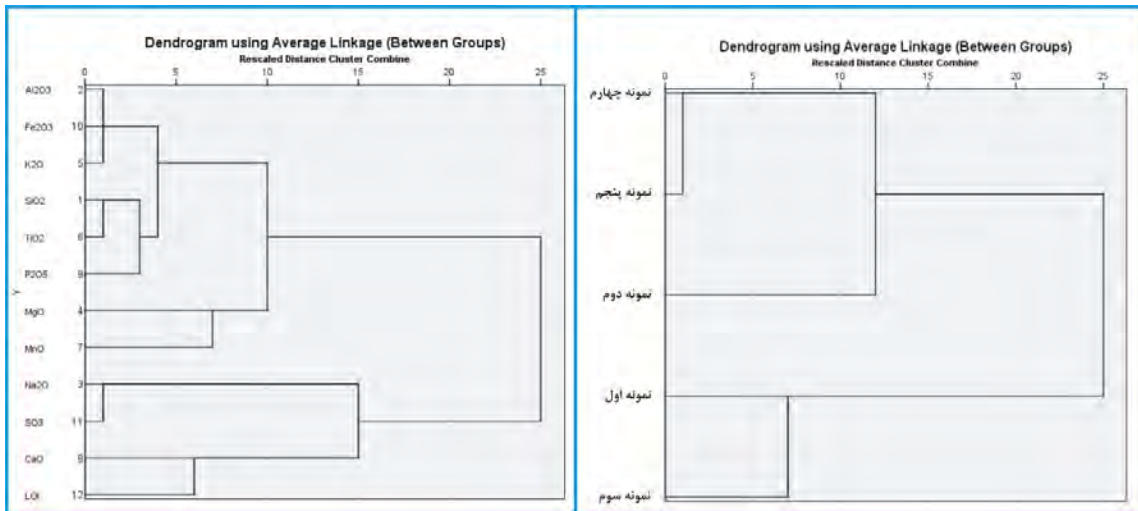 Dendrogram using Average Linkage (Between Groups)
Rescaled Distance Cluster Combine
0 5 10 15 20 25
Al2O3 2
Fe2O3 10
K2O 5
SiO2 1
TiO2 6
P2O5 9
Y
MgO 4
MnO 7
Na2O 3
SO3 11
CaO 8
LOI 12
Dendrogram using Average Linkage (Between Groups)
Rescaled Distance Cluster Combine
0 5 10 15 20 25
نمونه چهارم
نمونه پنجم
نمونه دوم
نمونه اول
نمونه سوم